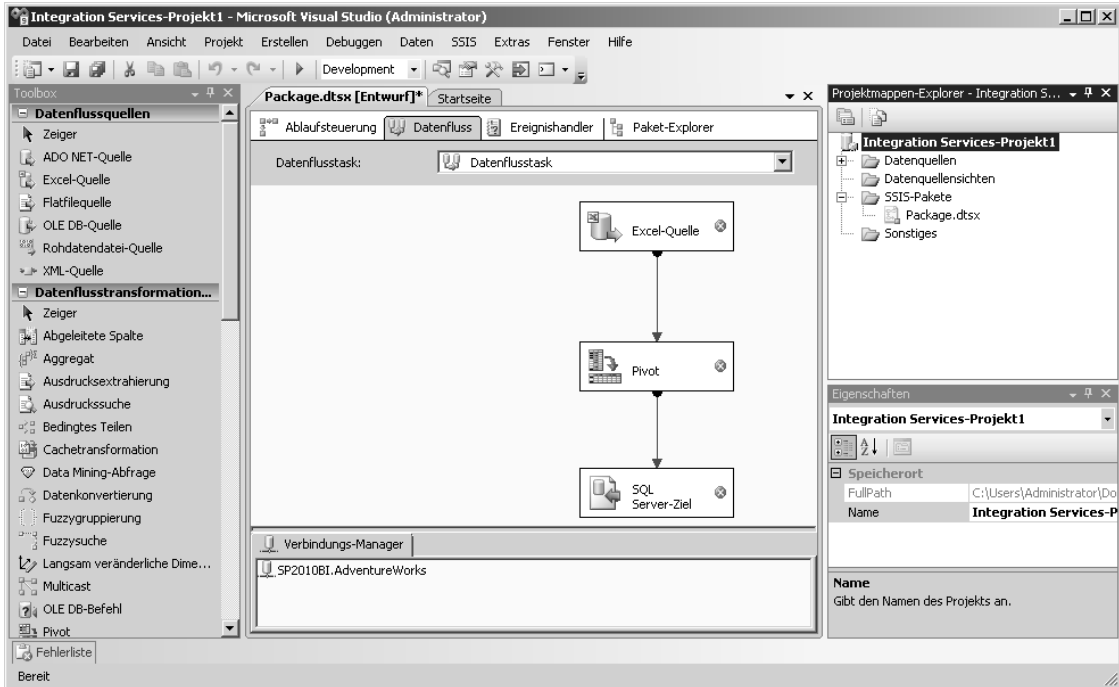 Integration Services-Projekt1 - Microsoft Visual Studio (Administrator)
Datei Bearbeiten Ansicht Projekt Erstellen Debuggen Daten SSIS Extras Fenster Hilfe
Development
Toolbox
Datenflussquellen
Zeiger
ADO NET-Quelle
Excel-Quelle
Flatfilequelle
OLE DB-Quelle
Rohdatendatei-Quelle
XML-Quelle
Datenflusstransformation...
Zeiger
Abgeleitete Spalte
Aggregat
Ausdrucksextrahierung
Ausdruckssuche
Bedingtes Teilen
Cachetransformation
Data Mining-Abfrage
Datenkonvertierung
Fuzzygruppierung
Fuzzysuche
Langsam veränderliche Dime...
Multicast
OLE DB-Befehl
Pivot
Package.dtsx [Entwurf]* Startseite
Ablaufsteuerung Datenfluss Ereignishandler Paket-Explorer
Datenflusstask: Datenflusstask
Excel-Quelle
Pivot
SQL
Server-Ziel
Verbindungs-Manager
SP2010BI.AdventureWorks
Projektmappen-Explorer - Integration S...
Integration Services-Projekt1
Datenquellen
Datenquellensichten
SSIS-Pakete
Package.dtsx
Sonstiges
Eigenschaften
Integration Services-Projekt1
Speicherort
FullPath C:\Users\Administrator\Do
Name Integration Services-P
Name
Gibt den Namen des Projekts an.
Fehlerliste
Bereit